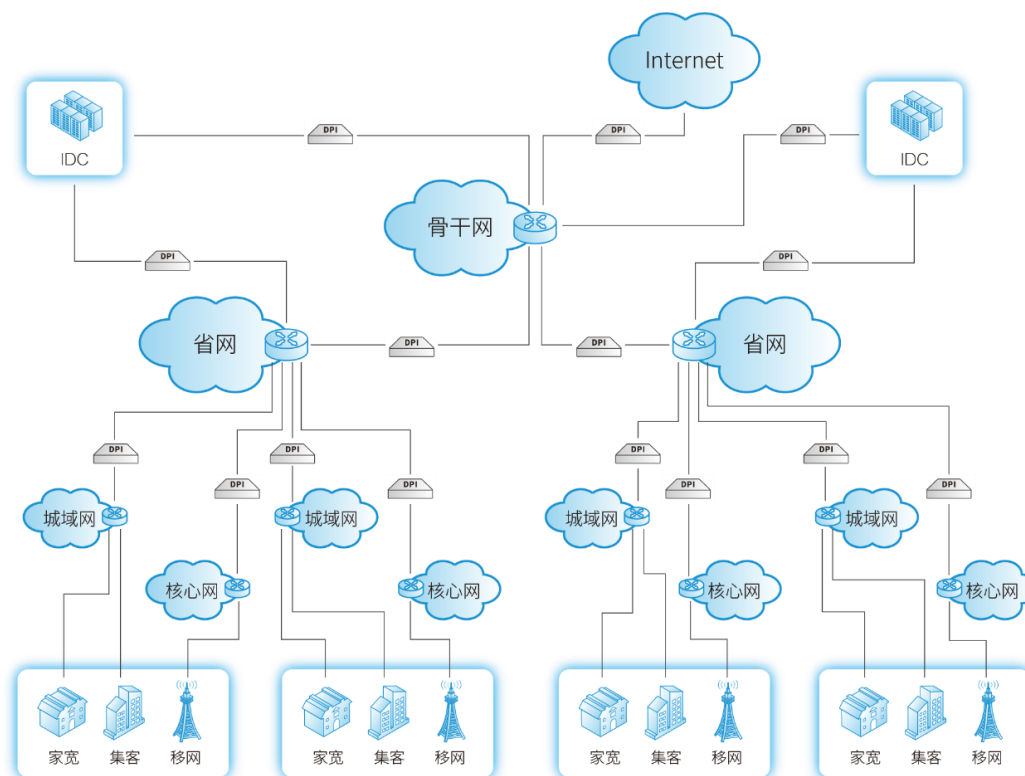 Internet
DPI
DPI
DPI
IDC
IDC
骨干网
DPI
DPI
省网
DPI
DPI
省网
DPI
DPI
DPI
DPI
DPI
DPI
DPI
DPI
城域网
城域网
城域网
城域网
核心网
核心网
核心网
核心网
家宽 集客 移网
家宽 集客 移网
家宽 集客 移网
家宽 集客 移网